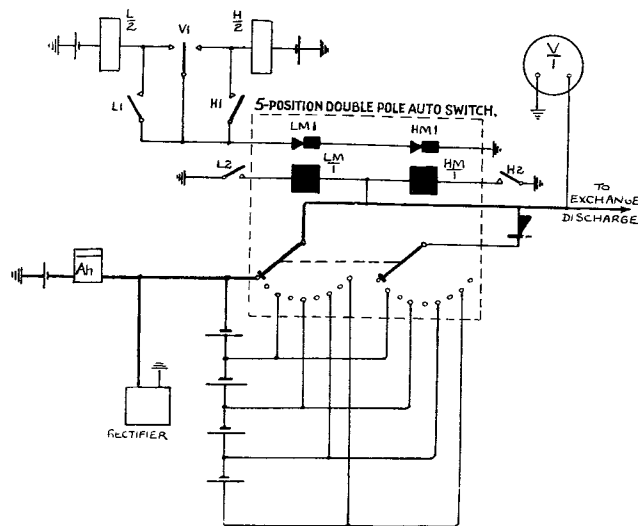 L/2
V1
H/2
V/1
L1
H1
5-POSITION DOUBLE POLE AUTO SWITCH.
LM1
HM1
L2
LM/1
HM/1
H2
TO
EXCHANGE
DISCHARGE
Ah
RECTIFIER